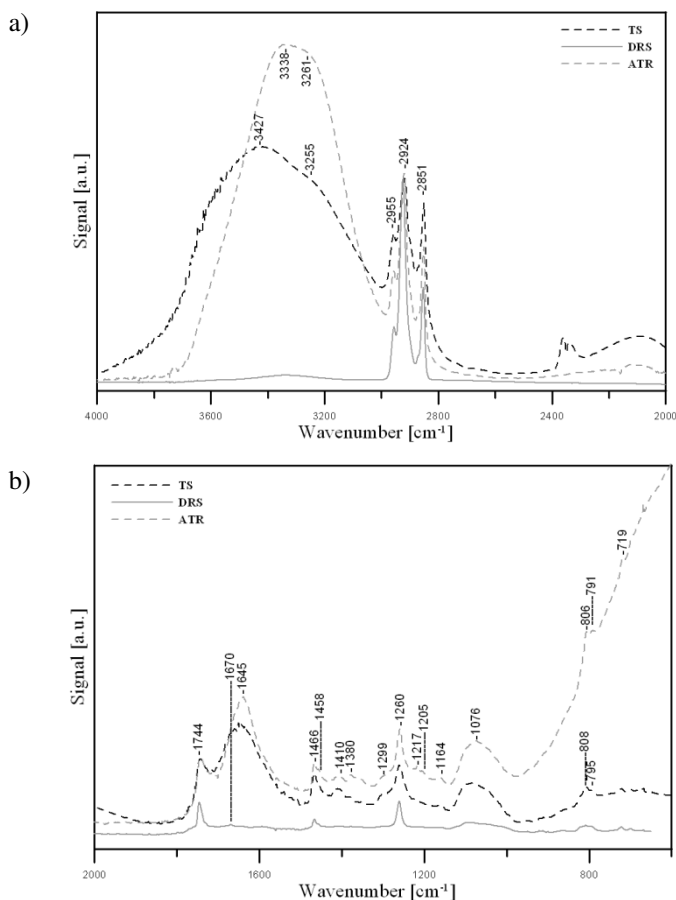 a)
TS
DRS
ATR
3338-
3261-
-3427
-3255
-2955
-2924
-2851
Signal [a.u.]
4000 3600 3200 2800 2400 2000
Wavenumber [cm-1]
b)
TS
DRS
ATR
-719
-806
791
1670
-1645
1458
-1260
1205
-1744
-1466
-1410
-1380
1299
-1217
-1164
-1076
808
-795
Signal [a.u.]
2000 1600 1200 800
Wavenumber [cm-1]